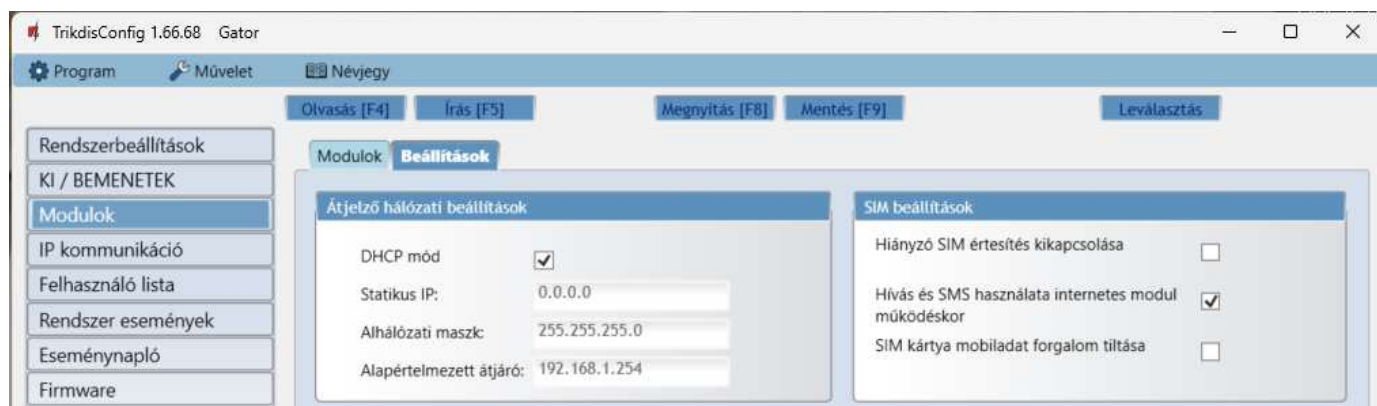 TrikdisConfig 1.66.68 Gator
Program Művelet Névjegy
Olvasás [F4] Írás [F5] Megnyitás [F8] Mentés [F9] Leválasztás
Rendszerbeállítások
KI / BEMENETEK
Modulok
IP kommunikáció
Felhasználó lista
Rendszer események
Eseménynapló
Firmware
Modulok Beállítások
Átjelző hálózati beállítások
DHCP mód
Statikus IP: 0.0.0.0
Alhálózati maszk: 255.255.255.0
Alapértelmezett átjáró: 192.168.1.254
SIM beállítások
Hiányzó SIM értesítés kikapcsolása
Hívás és SMS használata internetes modul
működéskor
SIM kártya mobiladat forgalom tiltása